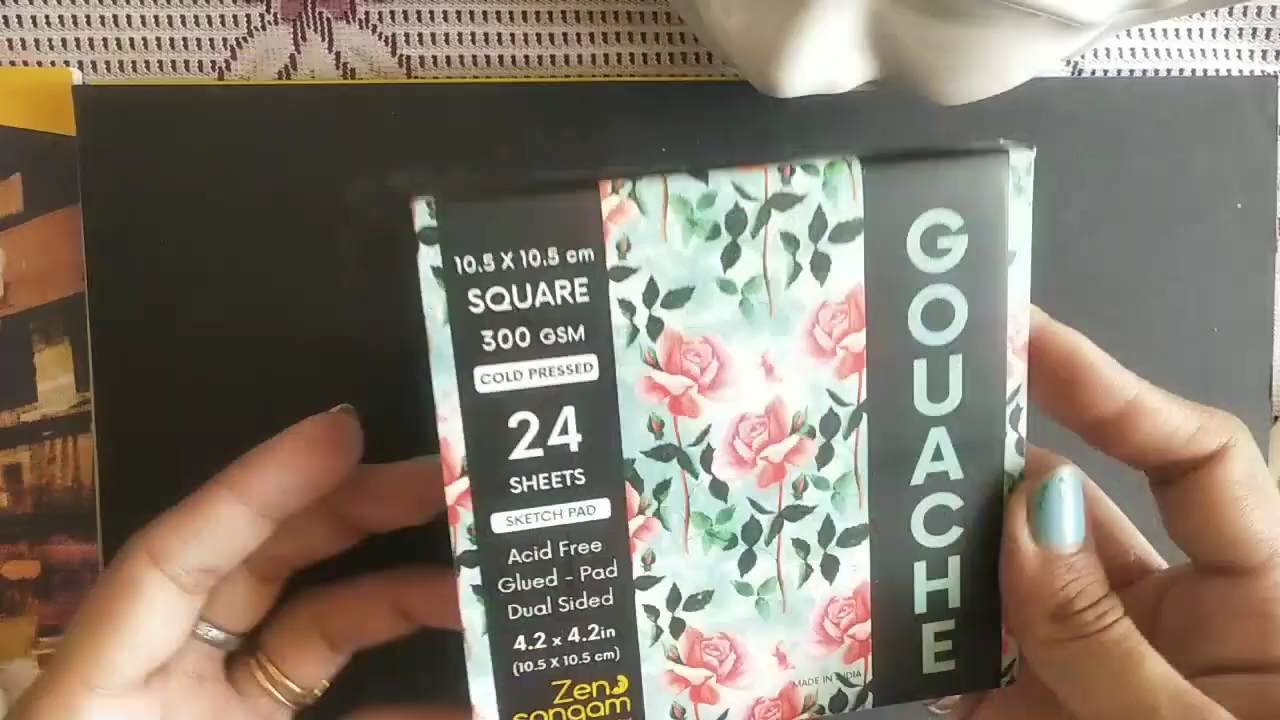 10.5 X 10.5 cm
SQUARE
300 GSM
COLD PRESSED
24
SHEETS
SKETCH PAD
Acid Free
Glued - Pad
Dual Sided
4.2 x 4.2in
(10.5 X 10.5 cm)
Zen
sangam
MADE IN INDIA
GOUACHE